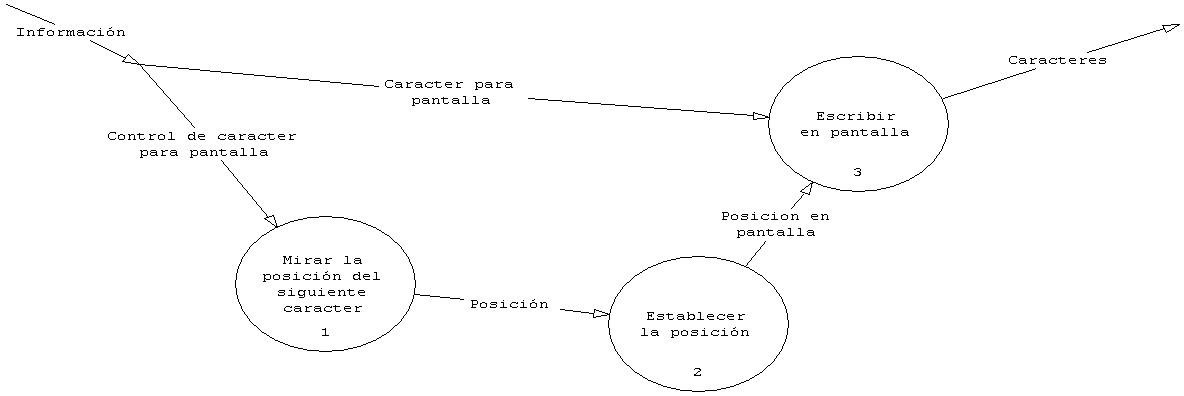 Información
Caracter para
pantalla
Caracteres
Escribir
en pantalla
3
Control de caracter
para pantalla
Posicion en
pantalla
Mirar la
posición del
siguiente
caracter
1
Posición
Establecer
la posición
2